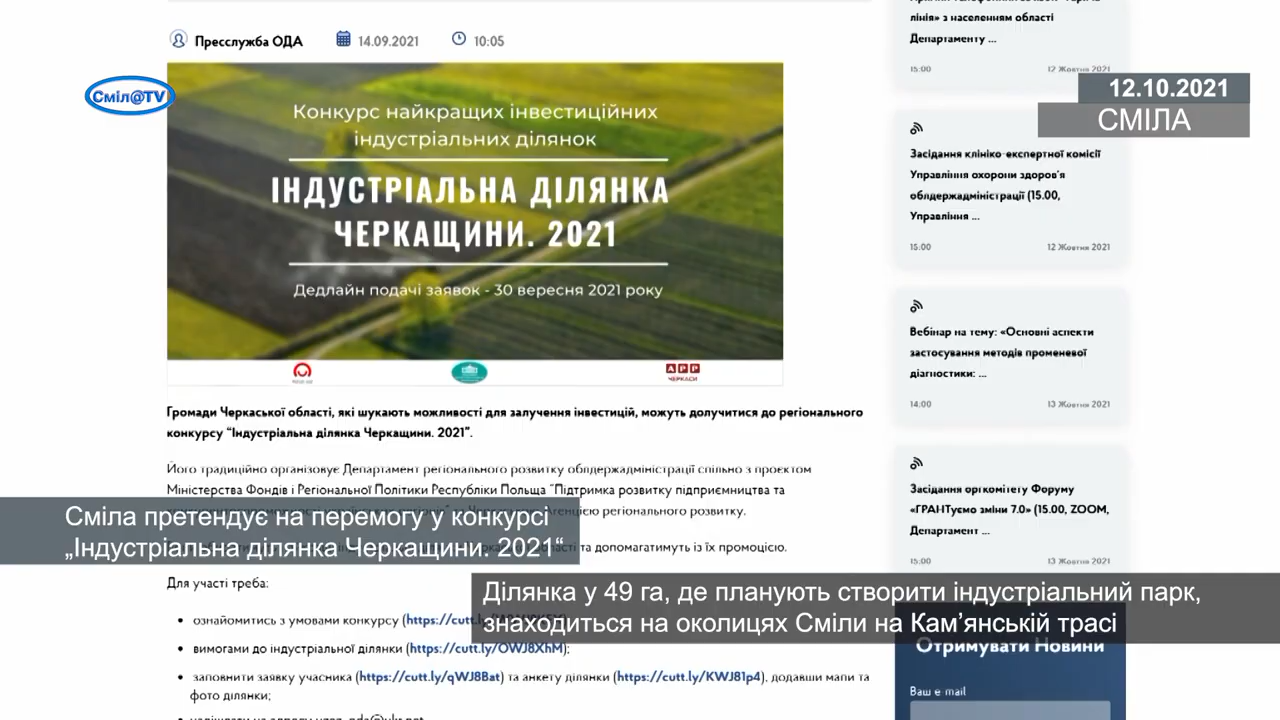 Пресслужба ОДА 14.09.2021 10:05
Сміл@TV
Конкурс найкращих інвестиційних
індустріальних ділянок
ІНДУСТРІАЛЬНА ДІЛЯНКА
ЧЕРКАЩИНИ. 2021
Дедлайн подачі заявок - 30 вересня 2021 року
АРР
ЧЕРКАСИ
Громади Черкаської області, які шукають можливості для залучення інвестицій, можуть долучитися до регіонального
конкурсу “Індустріальна ділянка Черкащини. 2021”.
Його традиційно організовує Департамент регіонального розвитку облдержадміністрації спільно з проєктом
Міністерства Фондів і Регіональної Політики Республіки Польща “Підтримка розвитку підприємництва та
Агенцією регіонального розвитку.
та допомагатимуть із їх промоцією.
Сміла претендує на перемогу у конкурсі
„Індустріальна ділянка Черкащини. 2021“
Для участі треба:
• ознайомитись з умовами конкурсу (https://cutt.ly/
• вимогами до індустріальної ділянки (https://cutt.ly/OWJ8XhM);
• заповнити заявку учасника (https://cutt.ly/qWJ8Bat) та анкету ділянки (https://cutt.ly/KWJ81p4), додавши мапи та
фото ділянки;
Ділянка у 49 га, де планують створити індустріальний парк,
знаходиться на околицях Сміли на Кам’янській трасі
лінія» з населенням області
Департаменту ...
15:00 12 Жовтня 2021
12.10.2021
СМІЛА
Засідання клініко-експертної комісії
Управління охорони здоров’я
облдержадміністрації (15.00,
Управління ...
15:00 12 Жовтня 2021
Вебінар на тему: «Основні аспекти
застосування методів променевої
діагностики: ...
14:00 13 Жовтня 2021
Засідання оргкомітету Форуму
«ГРАНТуємо зміни 7.0» (15.00, ZOOM,
Департамент ...
15:00 13 Жовтня 2021
Отримувати Новини
Ваш e mail